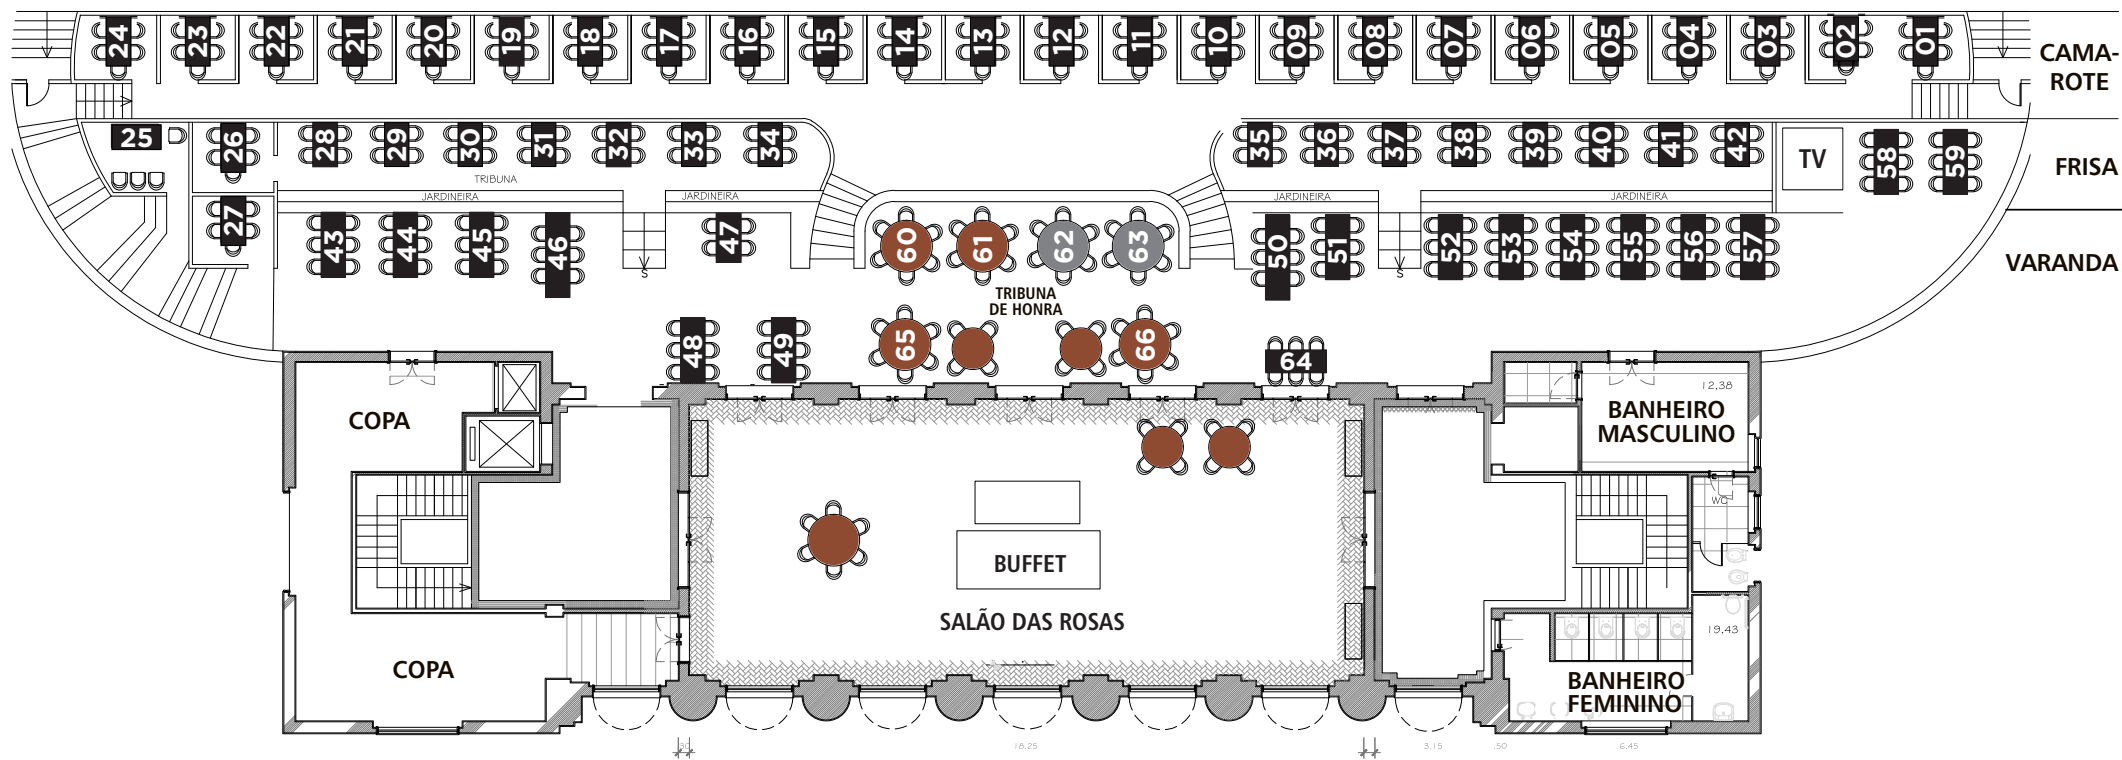 24 23 22 21 20 19 18 17 16 15 14 13 12 11 10 09 08 07 06 05 04 03 02 01
CAMA-
ROTE
25 26 28 29 30 31 32 33 34 35 36 37 38 39 40 41 42 TV 58 59
FRISA
TRIBUNA
JARDINEIRA JARDINEIRA JARDINEIRA JARDINEIRA
27 43 44 45 46 47 60 61 62 63 50 51 52 53 54 55 56 57
VARANDA
S S
TRIBUNA
DE HONRA
48 49 65 66 64
12,38
COPA
BANHEIRO
MASCULINO
WC
BUFFET
SALÃO DAS ROSAS
19,43
COPA
BANHEIRO
FEMININO
.30 18.25 3.15 .50 6.45